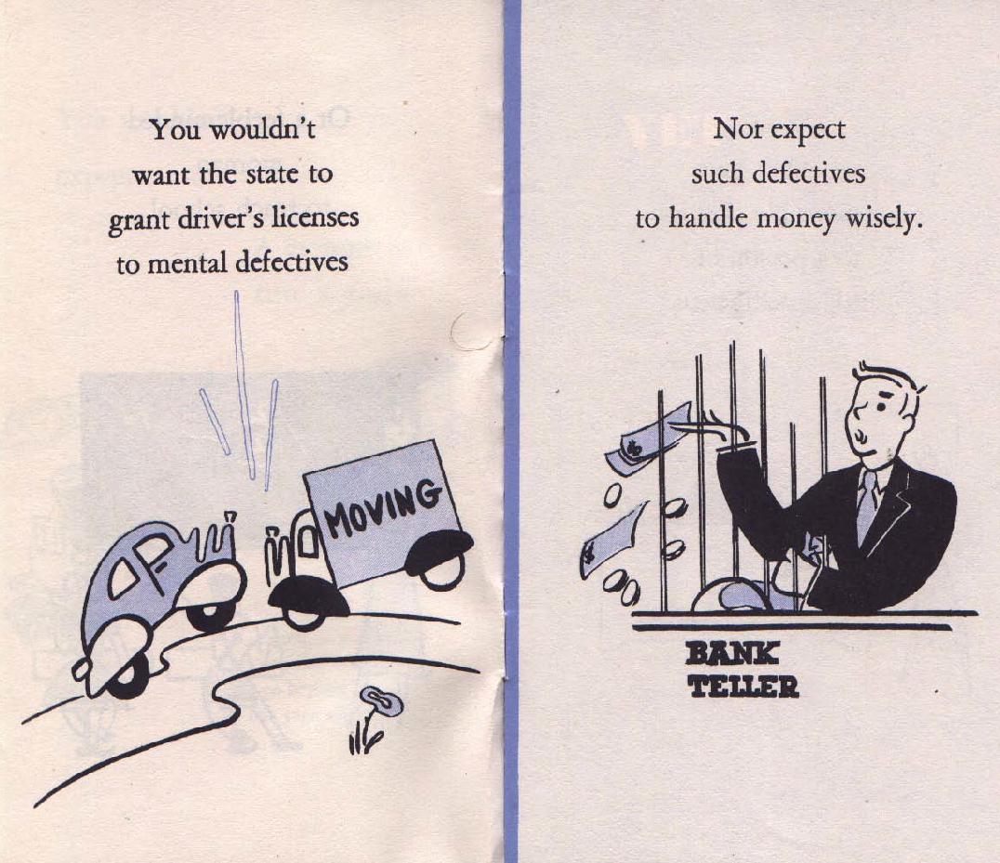 You wouldn't
want the state to
grant driver's licenses
to mental defectives
MOVING
Nor expect
such defectives
to handle money wisely.
BANK
TELLER